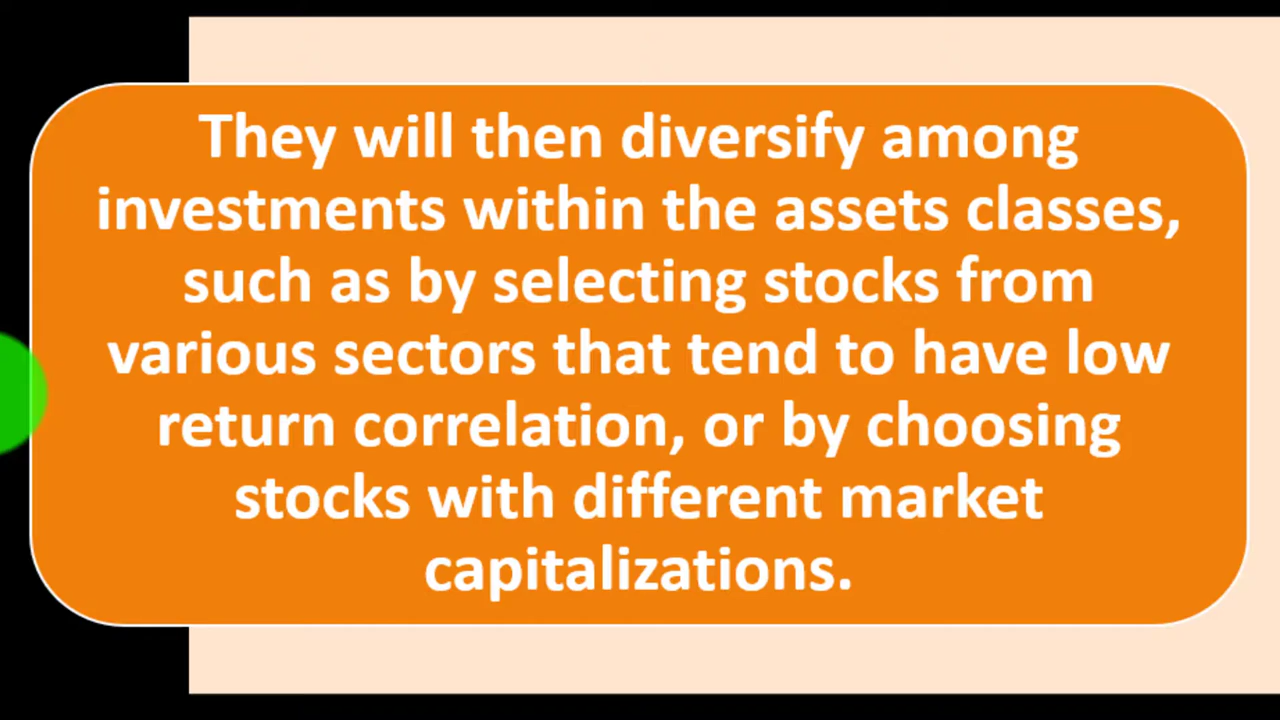 They will then diversify among
investments within the assets classes,
such as by selecting stocks from
various sectors that tend to have low
return correlation, or by choosing
stocks with different market
capitalizations.